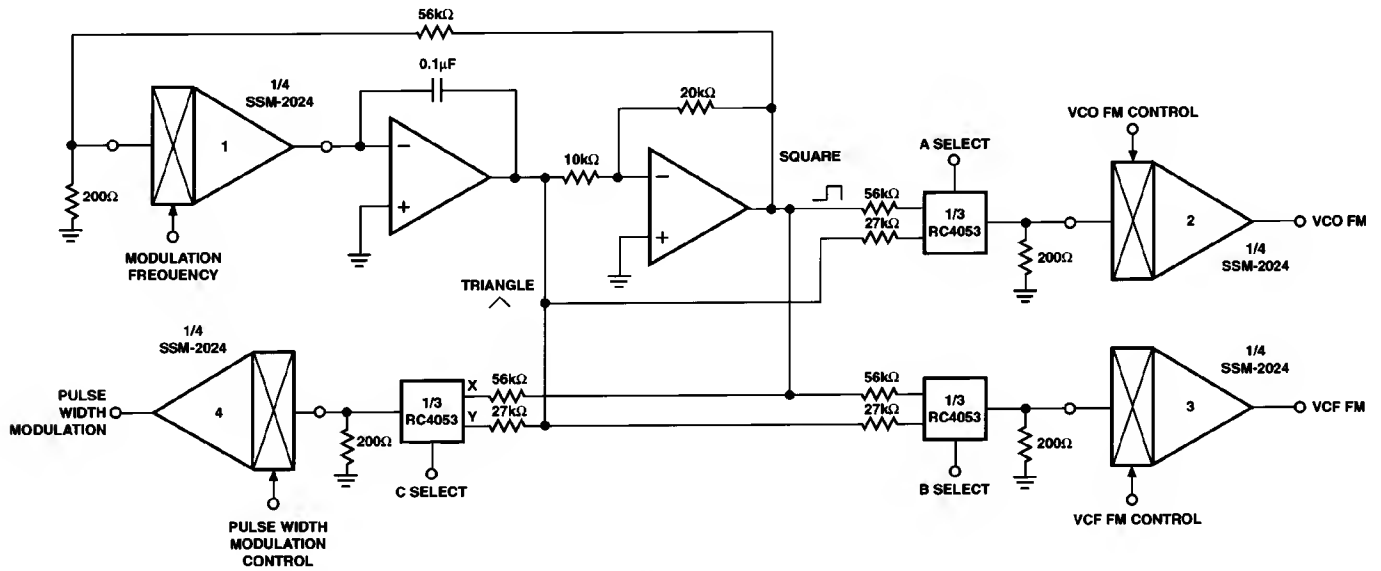 56kΩ
0.1µF
1/4
SSM-2024
20kΩ
1
−
+
10kΩ
−
+
200Ω
MODULATION
FREOUENCY
SQUARE
TRIANGLE
A SELECT
56kΩ
27kΩ
1/3
RC4053
200Ω
VCO FM CONTROL
2
VCO FM
1/4
SSM-2024
1/4
SSM-2024
PULSE
WIDTH
MODULATION
4
200Ω
1/3
RC4053
X
Y
56kΩ
27kΩ
C SELECT
PULSE WIDTH
MODULATION
CONTROL
56kΩ
27kΩ
1/3
RC4053
B SELECT
200Ω
1/4
SSM-2024
3
VCF FM
VCF FM CONTROL